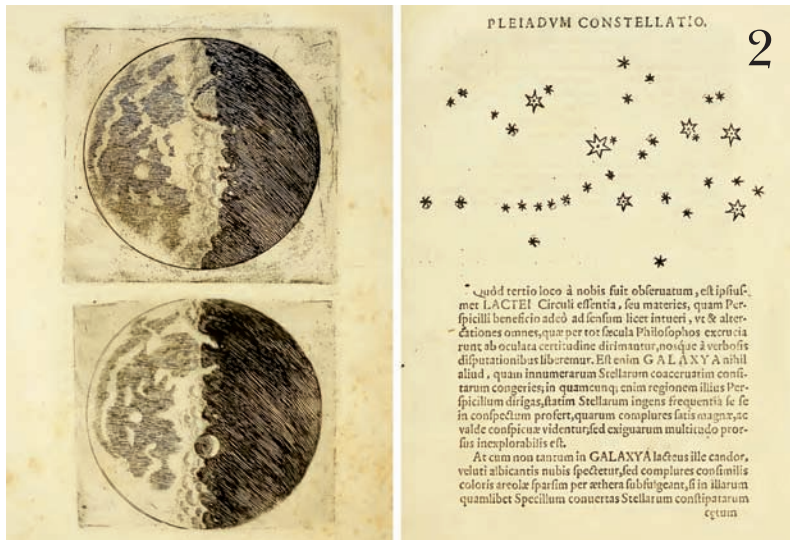 PLEIADVM CONSTELLATIO.
2
Quòd tertio loco à nobis fuit obſeruatum, eſt ipſiuſ-
met LACTEI Circuli eſſentia, ſeu materies, quam Per-
ſpicilli beneficio adeò ad ſenſum licet intueri, vt & alter-
cationes omnes, quæ per tot ſæcula Philoſophos excrucia
runt ab oculata certitudine dirimantur, noſque à verboſis
diſputationibus liberemur. Eſt enim GALAXYA nihil
aliud, quam innumerarum Stellarum coaceruatim conſi-
tarum congeries; in quamcunq; enim regionem illius Per-
ſpicillum dirigas, ſtatim Stellarum ingens frequentia ſe ſe
in conſpectum profert, quarum complures ſatis magnæ, ac
valde conſpicuæ videntur; ſed exiguarum multitudo pror-
ſus inexplorabilis eſt.
At cum non tantum in GALAXYA lacteus ille candor,
veluti albicantis nubis ſpectetur, ſed complures conſimilis
coloris areolæ ſparſim per æthera ſubfulgeant, ſi in illarum
quamlibet Specillum conuertas Stellarum conſtipatarum
cętum